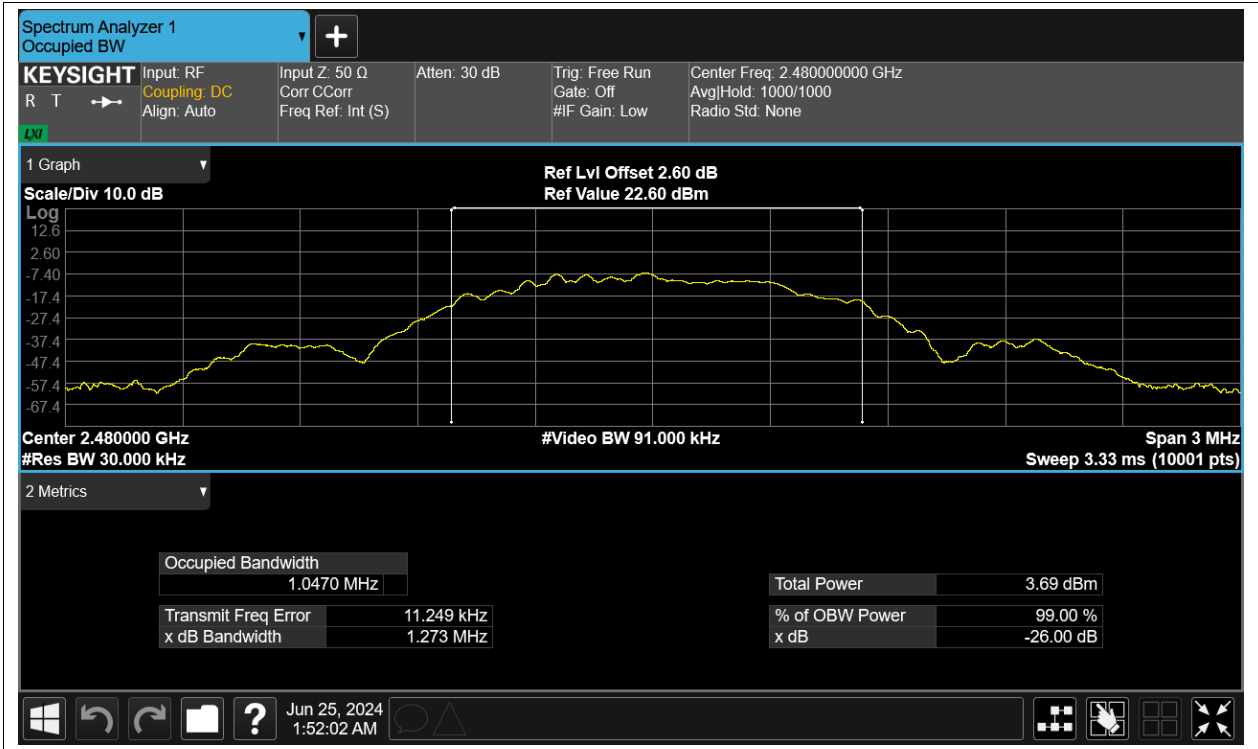 Spectrum Analyzer 1
Occupied BW
KEYSIGHT
R T
LXI
Input: RF
Coupling: DC
Align: Auto
Input Z: 50 Ω
Corr CCorr
Freq Ref: Int (S)
Atten: 30 dB
Trig: Free Run
Gate: Off
#IF Gain: Low
Center Freq: 2.480000000 GHz
Avg|Hold: 1000/1000
Radio Std: None
1 Graph
Scale/Div 10.0 dB
Ref Lvl Offset 2.60 dB
Ref Value 22.60 dBm
Log
12.6
2.60
-7.40
-17.4
-27.4
-37.4
-47.4
-57.4
-67.4
Center 2.480000 GHz
#Res BW 30.000 kHz
#Video BW 91.000 kHz
Span 3 MHz
Sweep 3.33 ms (10001 pts)
2 Metrics
Occupied Bandwidth
1.0470 MHz
Transmit Freq Error 11.249 kHz
x dB Bandwidth 1.273 MHz
Total Power 3.69 dBm
% of OBW Power 99.00 %
x dB -26.00 dB
?
Jun 25, 2024
1:52:02 AM